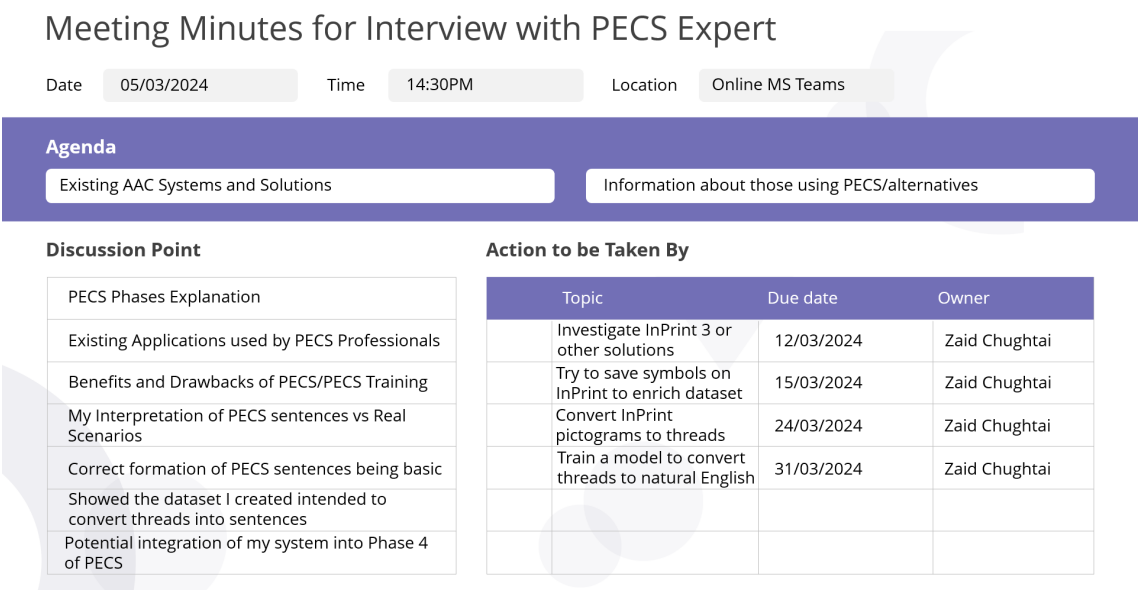 Meeting Minutes for Interview with PECS Expert
Date 05/03/2024 Time 14:30PM Location Online MS Teams
Agenda
Existing AAC Systems and Solutions
Information about those using PECS/alternatives
Discussion Point
PECS Phases Explanation
Existing Applications used by PECS Professionals
Benefits and Drawbacks of PECS/PECS Training
My Interpretation of PECS sentences vs Real
Scenarios
Correct formation of PECS sentences being basic
Showed the dataset I created intended to
convert threads into sentences
Potential integration of my system into Phase 4
of PECS
Action to be Taken By
Topic Due date Owner
Investigate InPrint 3 or
other solutions
12/03/2024 Zaid Chughtai
Try to save symbols on
InPrint to enrich dataset
15/03/2024 Zaid Chughtai
Convert InPrint
pictograms to threads
24/03/2024 Zaid Chughtai
Train a model to convert
threads to natural English
31/03/2024 Zaid Chughtai